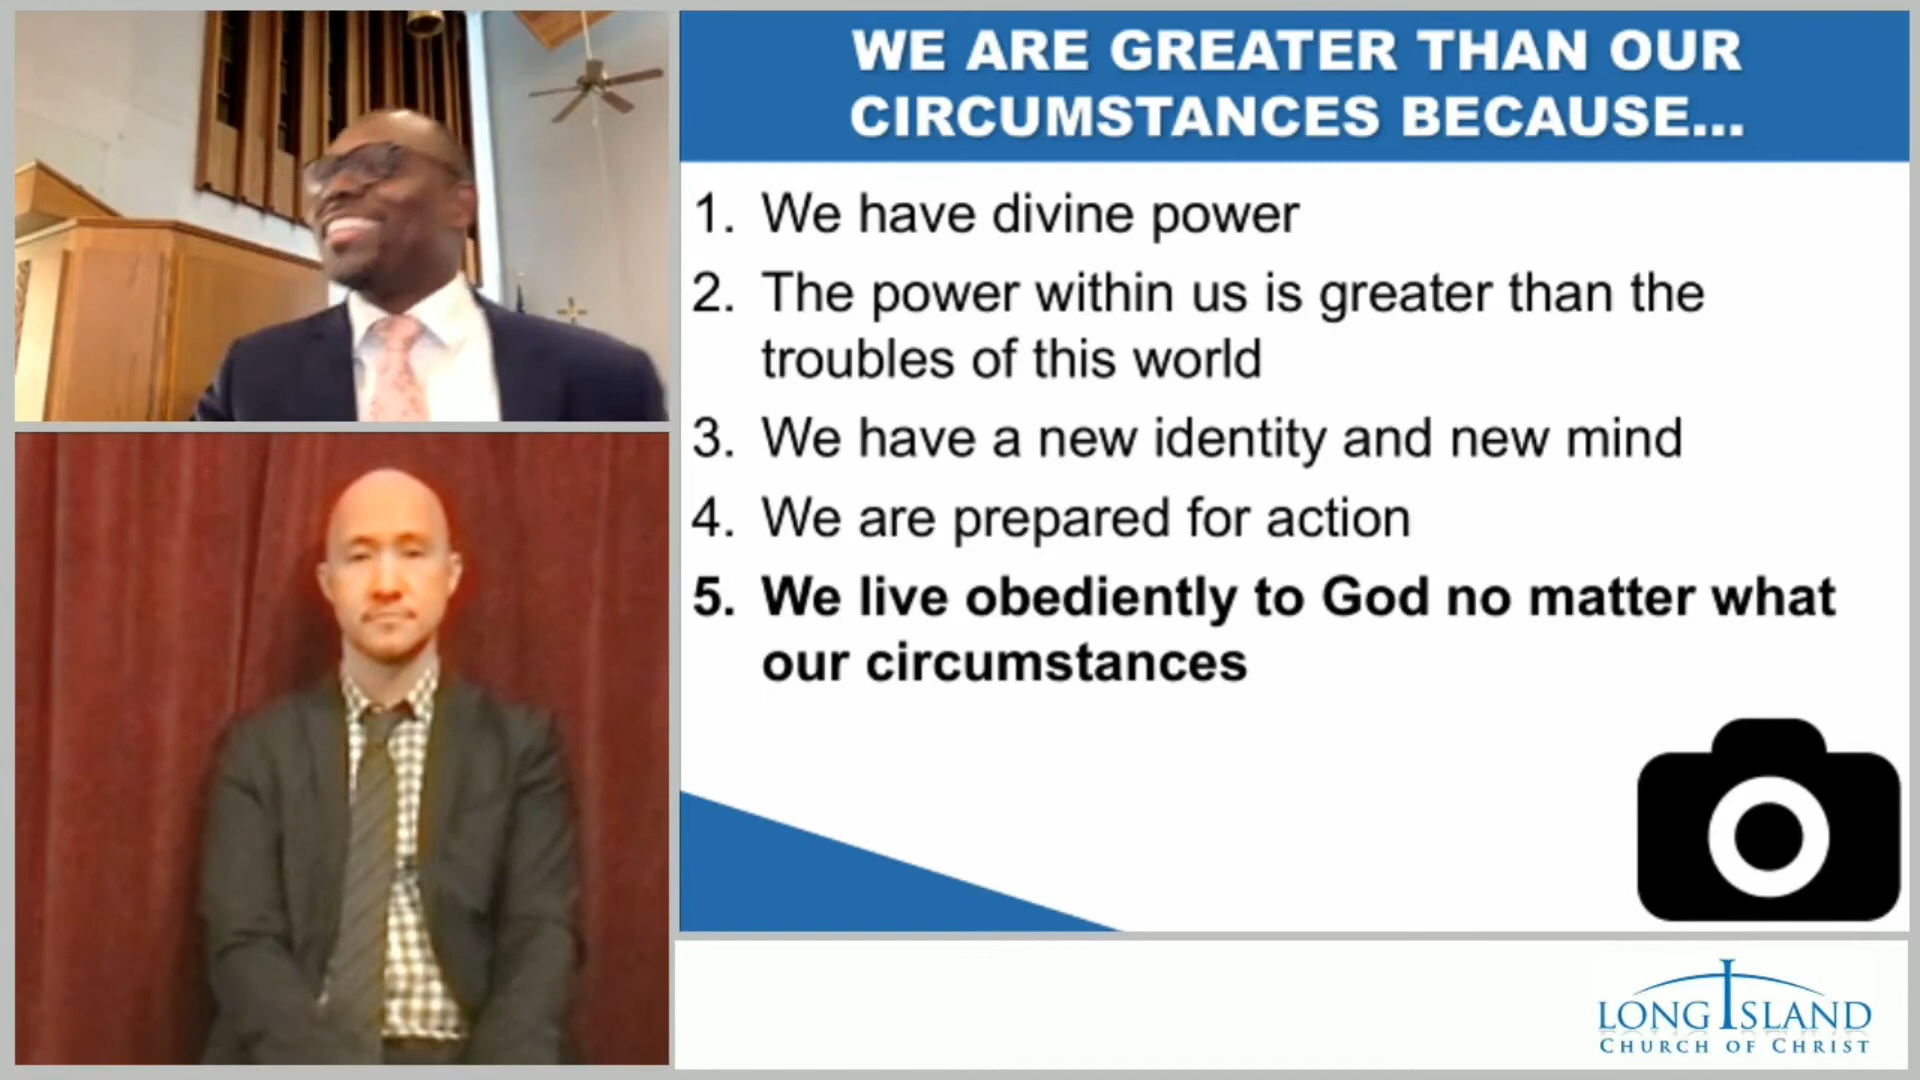 WE ARE GREATER THAN OUR
CIRCUMSTANCES BECAUSE...
1. We have divine power
2. The power within us is greater than the
troubles of this world
3. We have a new identity and new mind
4. We are prepared for action
5. We live obediently to God no matter what
our circumstances
LONG ISLAND
CHURCH OF CHRIST